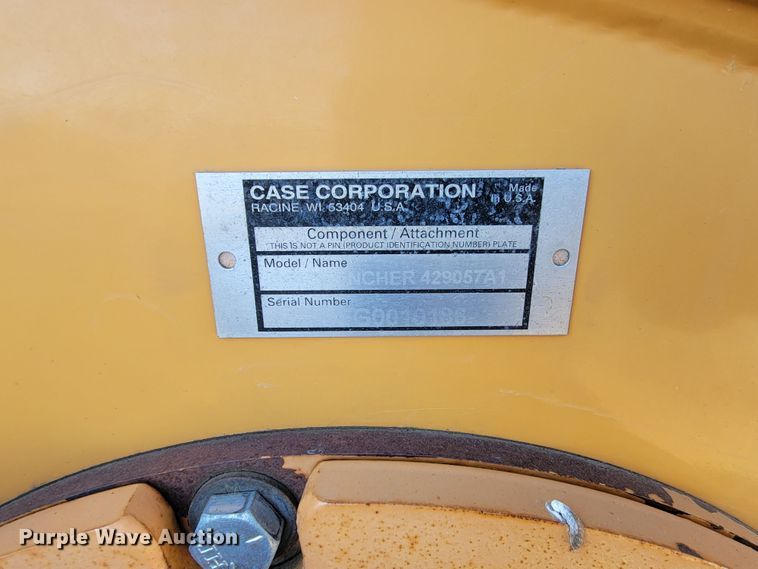 CASE CORPORATION
Made
in U.S.A.
RACINE, WI. 53404 U.S.A.
Component / Attachment
THIS IS NOT A PIN (PRODUCT IDENTIFICATION NUMBER) PLATE
Model / Name
NCHER 429057A1
Serial Number
Purple Wave Auction